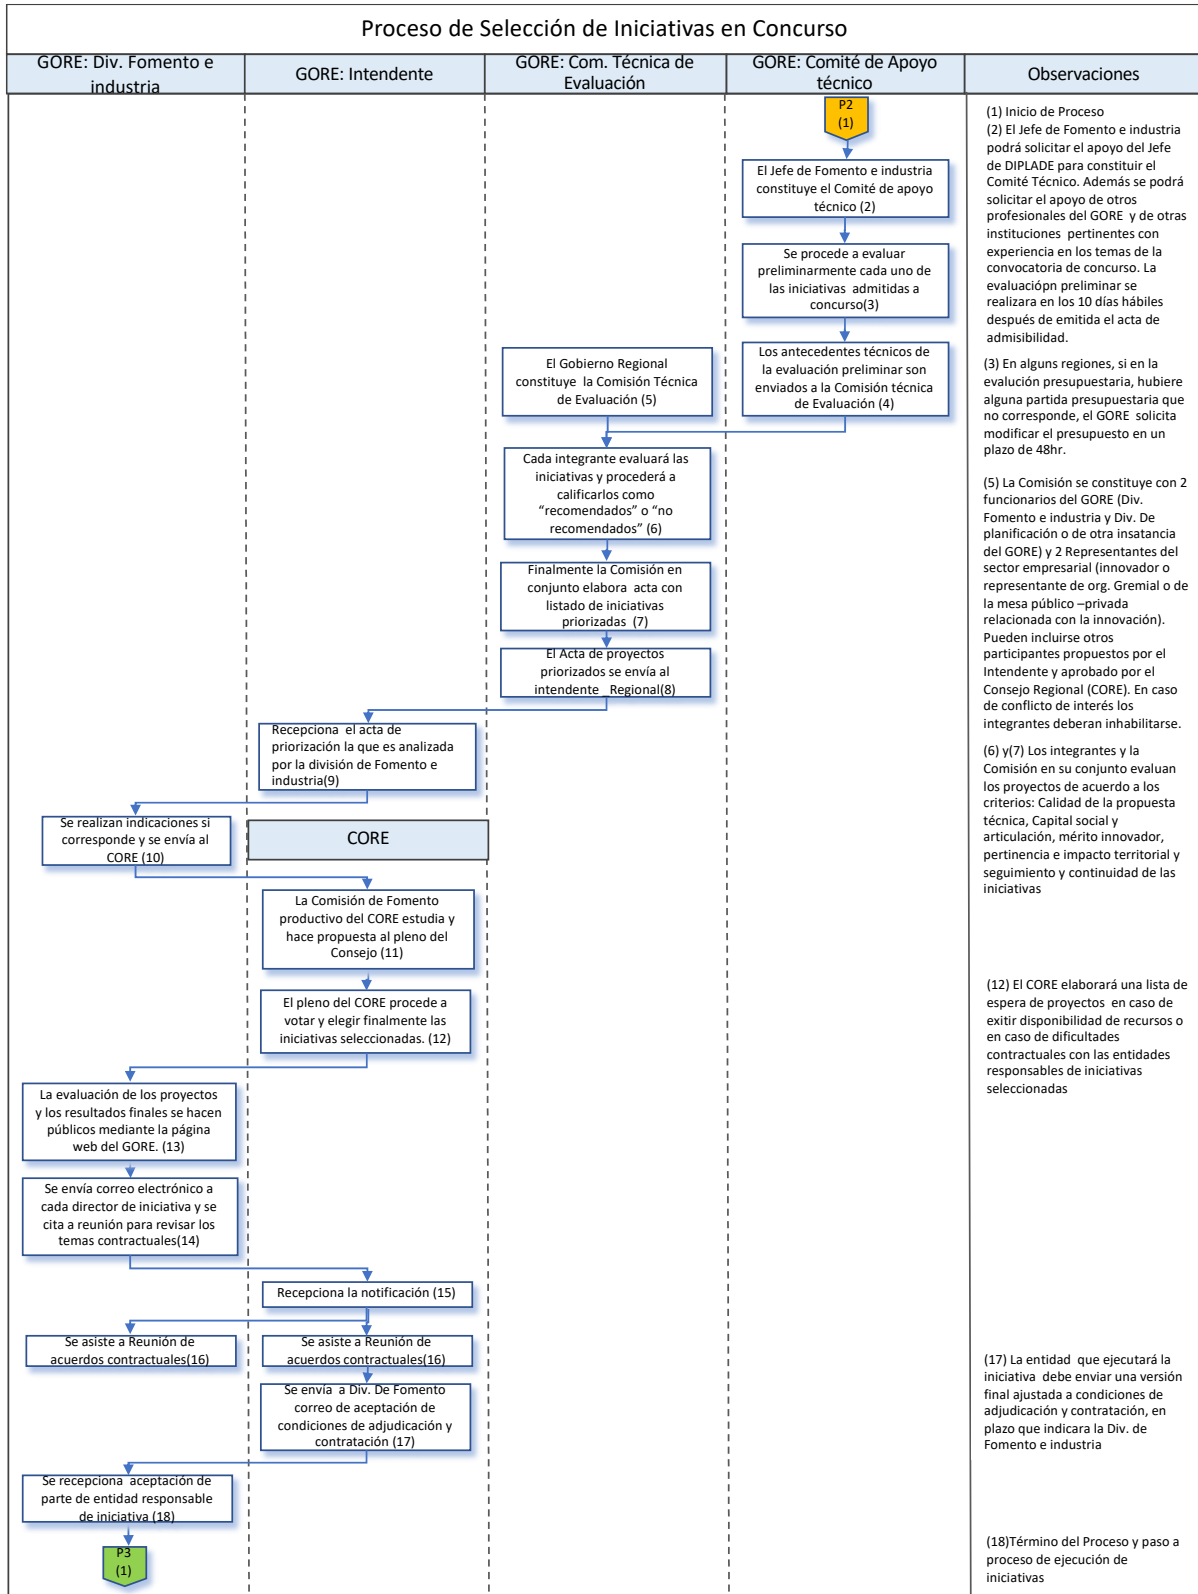 Proceso de Selección de Iniciativas en Concurso
GORE: Div. Fomento e
industria
GORE: Intendente
GORE: Com. Técnica de
Evaluación
GORE: Comité de Apoyo
técnico
Observaciones
P2
(1)
El Jefe de Fomento e industria
constituye el Comité de apoyo
técnico (2)
Se procede a evaluar
preliminarmente cada uno de
las iniciativas admitidas a
concurso(3)
Los antecedentes técnicos de
la evaluación preliminar son
enviados a la Comisión técnica
de Evaluación (4)
El Gobierno Regional
constituye la Comisión Técnica
de Evaluación (5)
Cada integrante evaluará las
iniciativas y procederá a
calificarlos como
“recomendados” o “no
recomendados” (6)
Finalmente la Comisión en
conjunto elabora acta con
listado de iniciativas
priorizadas (7)
El Acta de proyectos
priorizados se envía al
intendente _Regional(8)
Recepciona el acta de
priorización la que es analizada
por la división de Fomento e
industria(9)
Se realizan indicaciones si
corresponde y se envía al
CORE (10)
CORE
La Comisión de Fomento
productivo del CORE estudia y
hace propuesta al pleno del
Consejo (11)
El pleno del CORE procede a
votar y elegir finalmente las
iniciativas seleccionadas. (12)
La evaluación de los proyectos
y los resultados finales se hacen
públicos mediante la página
web del GORE. (13)
Se envía correo electrónico a
cada director de iniciativa y se
cita a reunión para revisar los
temas contractuales(14)
Recepciona la notificación (15)
Se asiste a Reunión de
acuerdos contractuales(16)
Se asiste a Reunión de
acuerdos contractuales(16)
Se envía a Div. De Fomento
correo de aceptación de
condiciones de adjudicación y
contratación (17)
Se recepciona aceptación de
parte de entidad responsable
de iniciativa (18)
P3
(1)
(1) Inicio de Proceso
(2) El Jefe de Fomento e industria
podrá solicitar el apoyo del Jefe
de DIPLADE para constituir el
Comité Técnico. Además se podrá
solicitar el apoyo de otros
profesionales del GORE y de otras
instituciones pertinentes con
experiencia en los temas de la
convocatoria de concurso. La
evaluaciópn preliminar se
realizara en los 10 días hábiles
después de emitida el acta de
admisibilidad.
(3) En alguns regiones, si en la
evalución presupuestaria, hubiere
alguna partida presupuestaria que
no corresponde, el GORE solicita
modificar el presupuesto en un
plazo de 48hr.
(5) La Comisión se constituye con 2
funcionarios del GORE (Div.
Fomento e industria y Div. De
planificación o de otra insatancia
del GORE) y 2 Representantes del
sector empresarial (innovador o
representante de org. Gremial o de
la mesa público –privada
relacionada con la innovación).
Pueden incluirse otros
participantes propuestos por el
Intendente y aprobado por el
Consejo Regional (CORE). En caso
de conflicto de interés los
integrantes deberan inhabilitarse.
(6) y(7) Los integrantes y la
Comisión en su conjunto evaluan
los proyectos de acuerdo a los
criterios: Calidad de la propuesta
técnica, Capital social y
articulación, mérito innovador,
pertinencia e impacto territorial y
seguimiento y continuidad de las
iniciativas
(12) El CORE elaborará una lista de
espera de proyectos en caso de
exitir disponibilidad de recursos o
en caso de dificultades
contractuales con las entidades
responsables de iniciativas
seleccionadas
(17) La entidad que ejecutará la
iniciativa debe enviar una versión
final ajustada a condiciones de
adjudicación y contratación, en
plazo que indicara la Div. de
Fomento e industria
(18)Término del Proceso y paso a
proceso de ejecución de
iniciativas